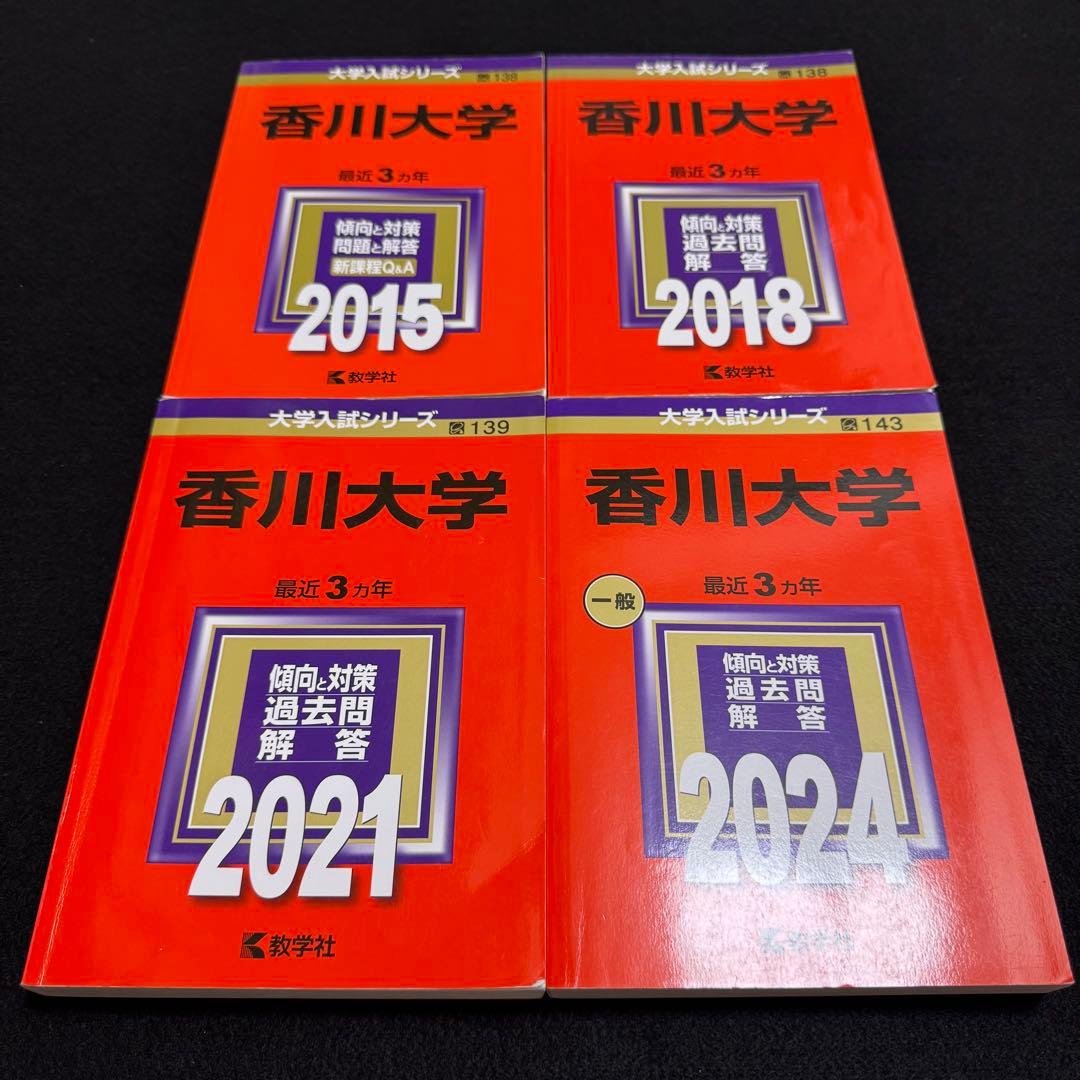 大学入試シリーズ
138
香川大学
最近3カ年
傾向と対策
問題と解答
新課程Q&A
2015
教学社
大学入試シリーズ
138
香川大学
最近3カ年
傾向と対策
過去問
解答
2018
教学社
大学入試シリーズ
139
香川大学
最近3カ年
傾向と対策
過去問
解答
2021
教学社
大学入試シリーズ
143
香川大学
一般
最近3カ年
傾向と対策
過去問
解答
2024
教学社